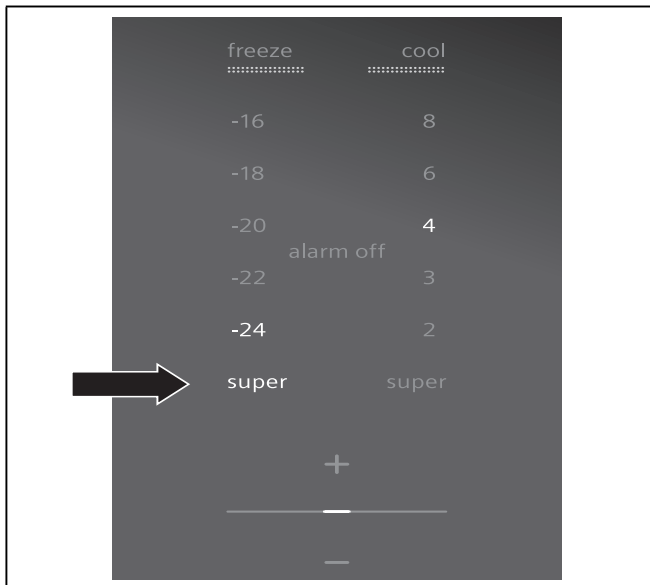 freeze cool
-16 8
-18 6
-20 4
alarm off
-22 3
-24 2
super super
+
–